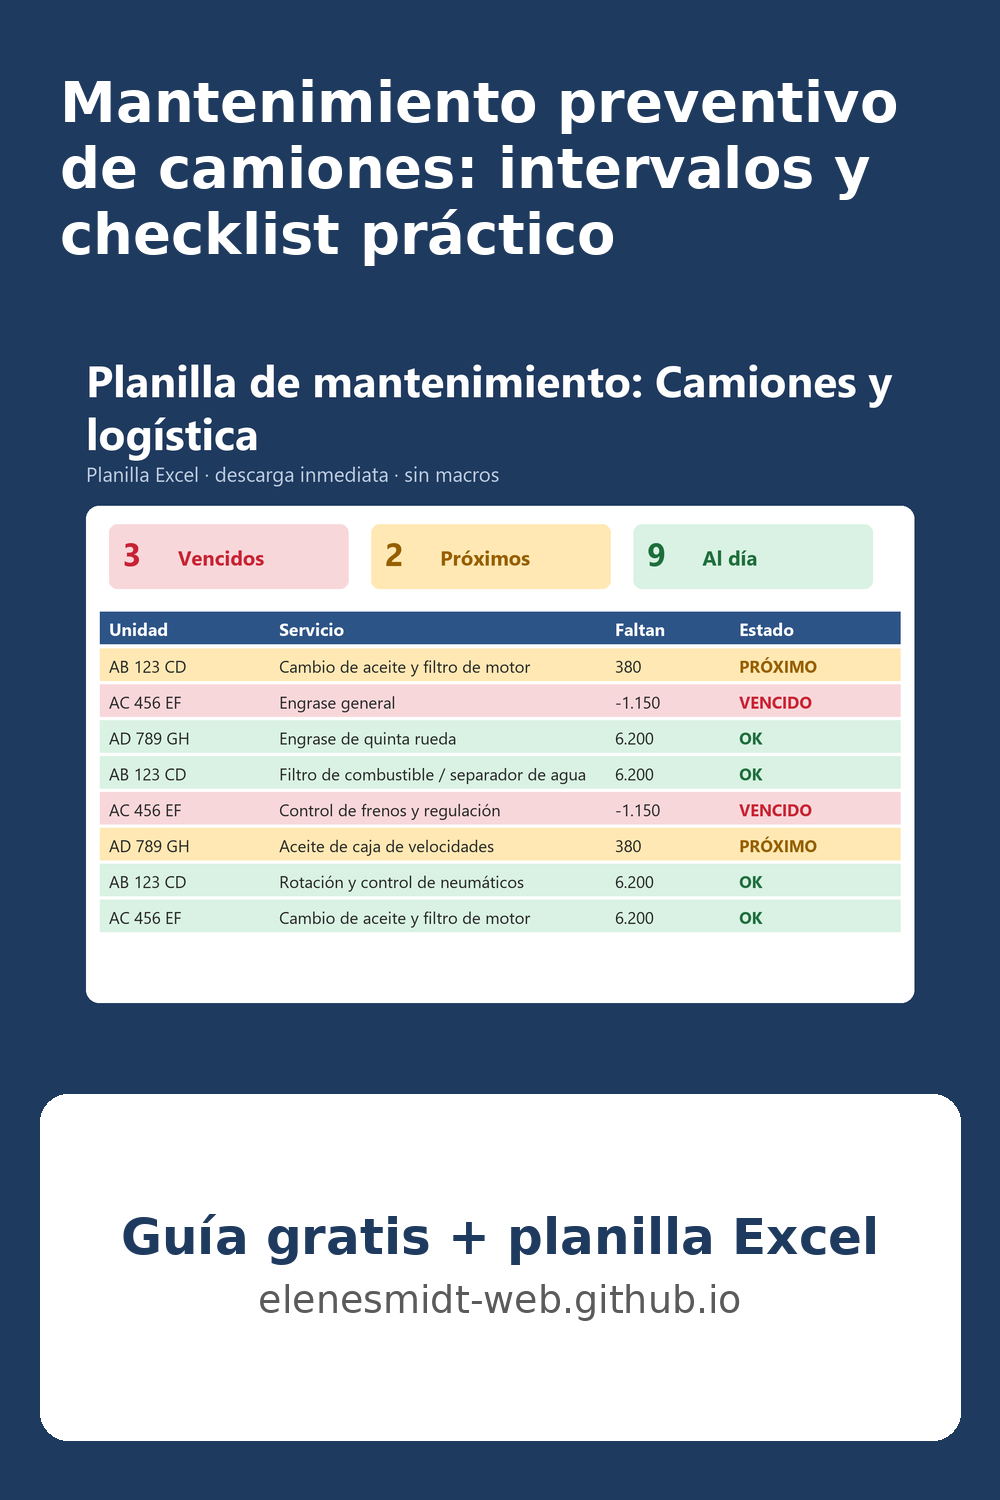 Mantenimiento preventivo
de camiones: intervalos y
checklist práctico
Planilla de mantenimiento: Camiones y
logística
Planilla Excel · descarga inmediata · sin macros
3 Vencidos 2 Próximos 9 Al día
Unidad Servicio Faltan Estado
AB 123 CD Cambio de aceite y filtro de motor 380 PRÓXIMO
AC 456 EF Engrase general -1.150 VENCIDO
AD 789 GH Engrase de quinta rueda 6.200 OK
AB 123 CD Filtro de combustible / separador de agua 6.200 OK
AC 456 EF Control de frenos y regulación -1.150 VENCIDO
AD 789 GH Aceite de caja de velocidades 380 PRÓXIMO
AB 123 CD Rotación y control de neumáticos 6.200 OK
AC 456 EF Cambio de aceite y filtro de motor 6.200 OK
Guía gratis + planilla Excel
elenesmidt-web.github.io